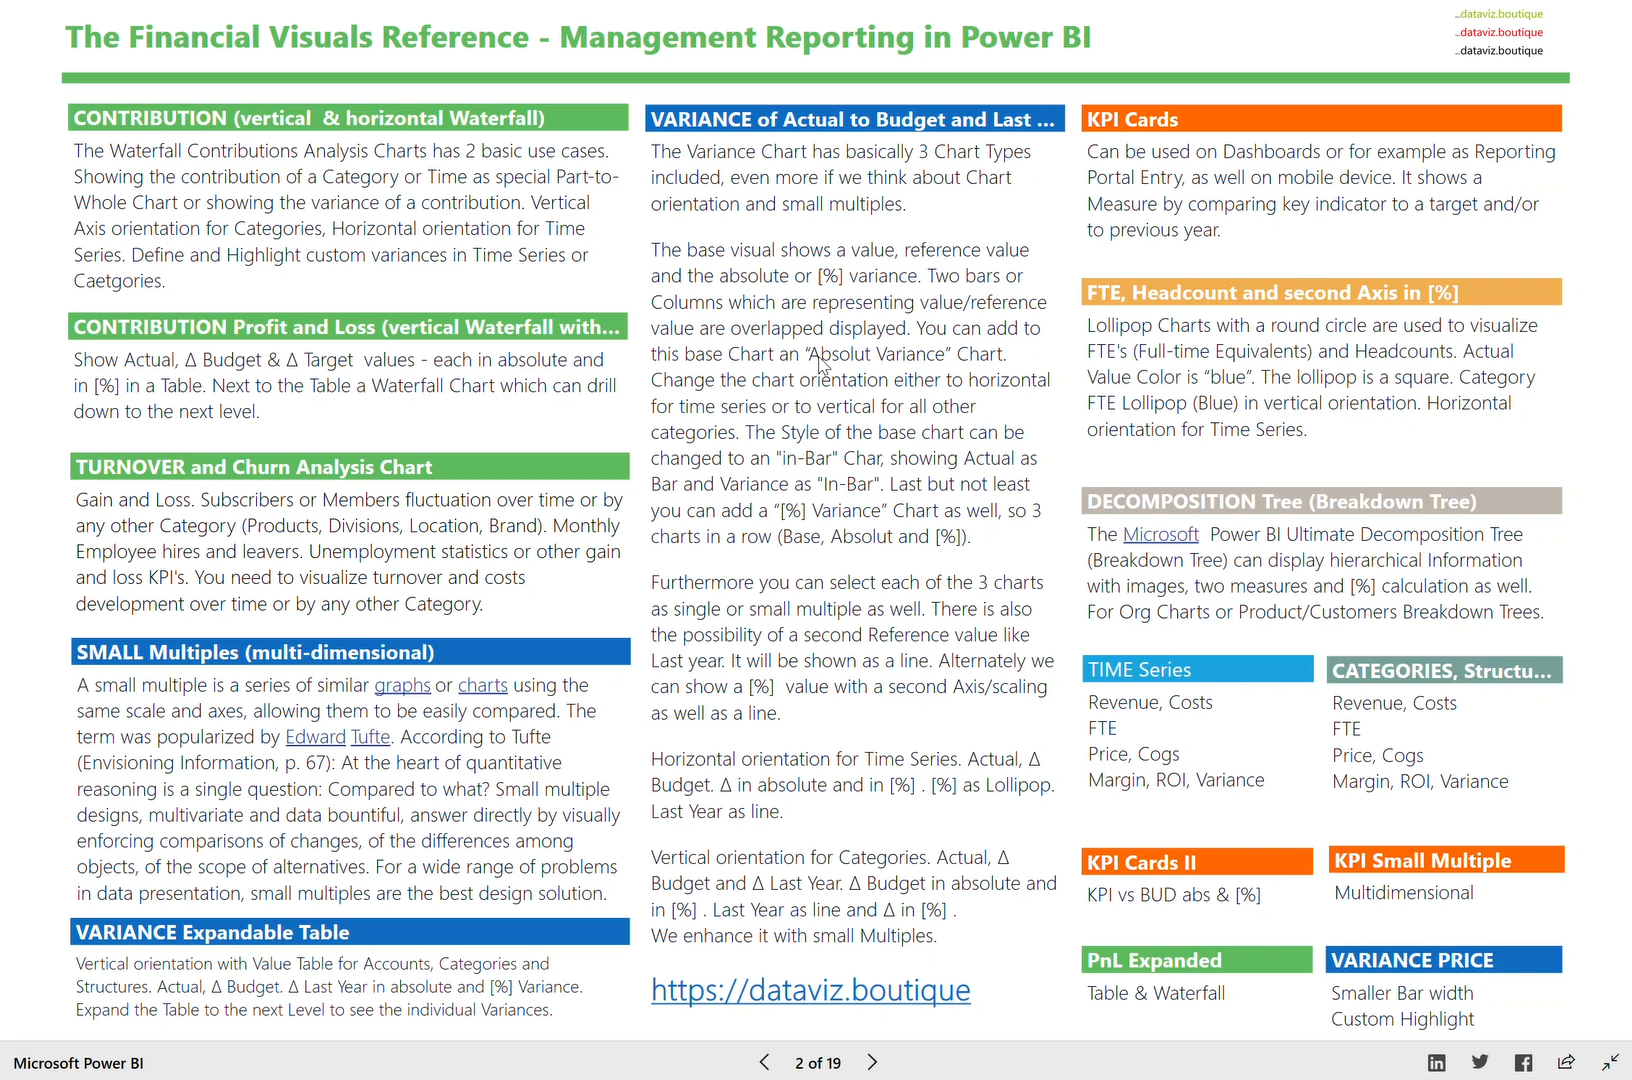 The Financial Visuals Reference - Management Reporting in Power BI
_dataviz.boutique
_dataviz.boutique
_dataviz.boutique
CONTRIBUTION (vertical & horizontal Waterfall)
The Waterfall Contributions Analysis Charts has 2 basic use cases.
Showing the contribution of a Category or Time as special Part-to-
Whole Chart or showing the variance of a contribution. Vertical
Axis orientation for Categories, Horizontal orientation for Time
Series. Define and Highlight custom variances in Time Series or
Caetgories.
CONTRIBUTION Profit and Loss (vertical Waterfall with...
Show Actual, Δ Budget & Δ Target values - each in absolute and
in [%] in a Table. Next to the Table a Waterfall Chart which can drill
down to the next level.
TURNOVER and Churn Analysis Chart
Gain and Loss. Subscribers or Members fluctuation over time or by
any other Category (Products, Divisions, Location, Brand). Monthly
Employee hires and leavers. Unemployment statistics or other gain
and loss KPI's. You need to visualize turnover and costs
development over time or by any other Category.
SMALL Multiples (multi-dimensional)
A small multiple is a series of similar graphs or charts using the
same scale and axes, allowing them to be easily compared. The
term was popularized by Edward Tufte. According to Tufte
(Envisioning Information, p. 67): At the heart of quantitative
reasoning is a single question: Compared to what? Small multiple
designs, multivariate and data bountiful, answer directly by visually
enforcing comparisons of changes, of the differences among
objects, of the scope of alternatives. For a wide range of problems
in data presentation, small multiples are the best design solution.
VARIANCE Expandable Table
Vertical orientation with Value Table for Accounts, Categories and
Structures. Actual, Δ Budget. Δ Last Year in absolute and [%] Variance.
Expand the Table to the next Level to see the individual Variances.
VARIANCE of Actual to Budget and Last ...
The Variance Chart has basically 3 Chart Types
included, even more if we think about Chart
orientation and small multiples.
The base visual shows a value, reference value
and the absolute or [%] variance. Two bars or
Columns which are representing value/reference
value are overlapped displayed. You can add to
this base Chart an “Absolut Variance” Chart.
Change the chart orientation either to horizontal
for time series or to vertical for all other
categories. The Style of the base chart can be
changed to an "in-Bar" Char, showing Actual as
Bar and Variance as "In-Bar". Last but not least
you can add a “[%] Variance” Chart as well, so 3
charts in a row (Base, Absolut and [%]).
Furthermore you can select each of the 3 charts
as single or small multiple as well. There is also
the possibility of a second Reference value like
Last year. It will be shown as a line. Alternately we
can show a [%] value with a second Axis/scaling
as well as a line.
Horizontal orientation for Time Series. Actual, Δ
Budget. Δ in absolute and in [%] . [%] as Lollipop.
Last Year as line.
Vertical orientation for Categories. Actual, Δ
Budget and Δ Last Year. Δ Budget in absolute and
in [%] . Last Year as line and Δ in [%] .
We enhance it with small Multiples.
https://dataviz.boutique
KPI Cards
Can be used on Dashboards or for example as Reporting
Portal Entry, as well on mobile device. It shows a
Measure by comparing key indicator to a target and/or
to previous year.
FTE, Headcount and second Axis in [%]
Lollipop Charts with a round circle are used to visualize
FTE's (Full-time Equivalents) and Headcounts. Actual
Value Color is “blue”. The lollipop is a square. Category
FTE Lollipop (Blue) in vertical orientation. Horizontal
orientation for Time Series.
DECOMPOSITION Tree (Breakdown Tree)
The Microsoft Power BI Ultimate Decomposition Tree
(Breakdown Tree) can display hierarchical Information
with images, two measures and [%] calculation as well.
For Org Charts or Product/Customers Breakdown Trees.
TIME Series
Revenue, Costs
FTE
Price, Cogs
Margin, ROI, Variance
CATEGORIES, Structu...
Revenue, Costs
FTE
Price, Cogs
Margin, ROI, Variance
KPI Cards II
KPI vs BUD abs & [%]
KPI Small Multiple
Multidimensional
PnL Expanded
Table & Waterfall
VARIANCE PRICE
Smaller Bar width
Custom Highlight
Microsoft Power BI
2 of 19